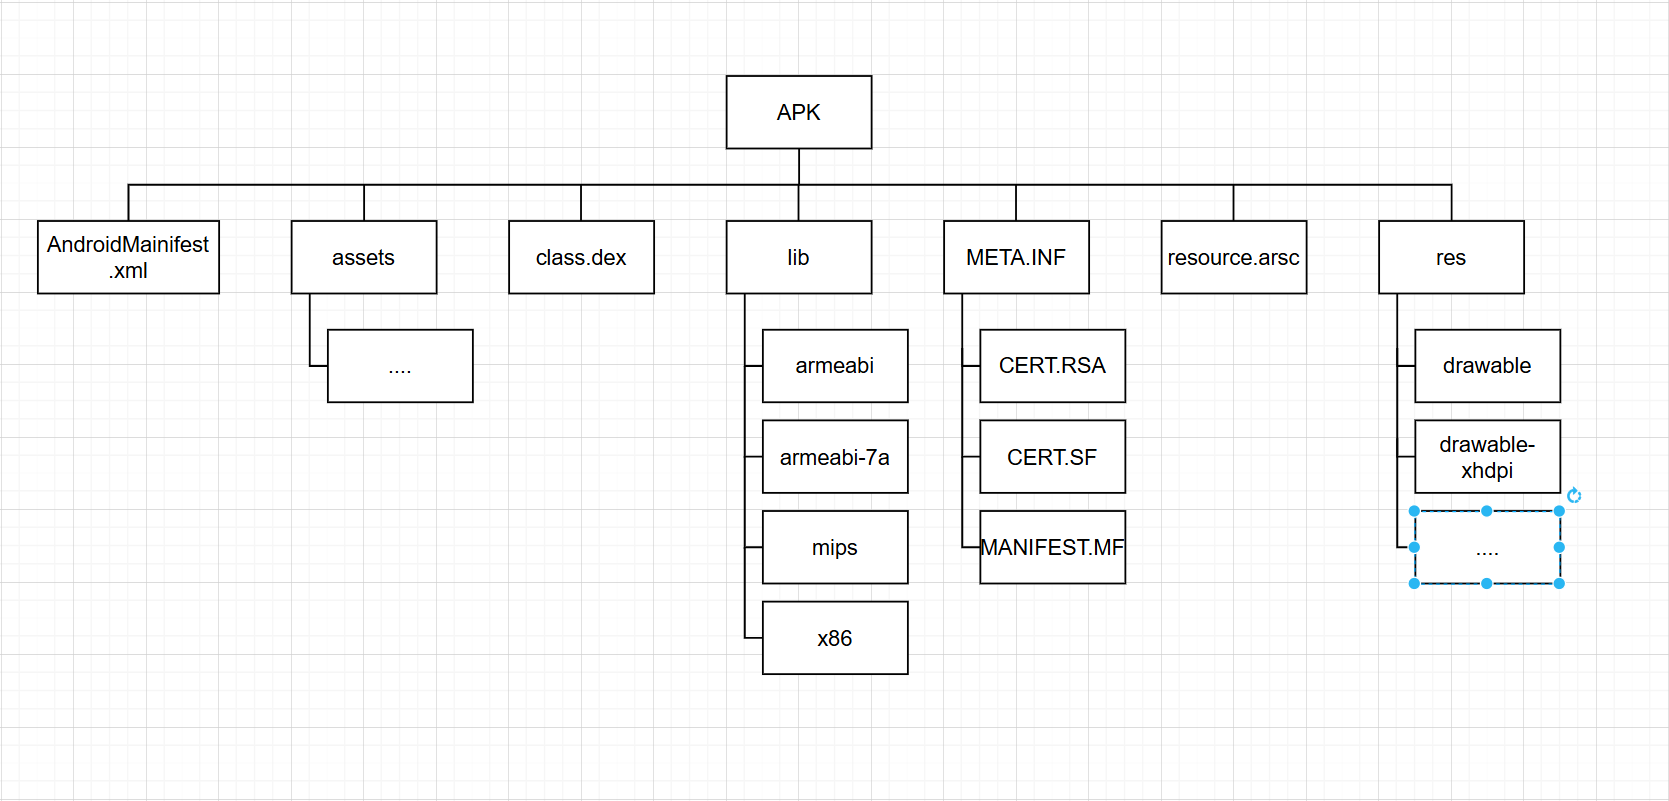 APK
AndroidMainifest
.xml
assets
class.dex
lib
META.INF
resource.arsc
res
....
armeabi
armeabi-7a
mips
x86
CERT.RSA
CERT.SF
MANIFEST.MF
drawable
drawable-
xhdpi
....